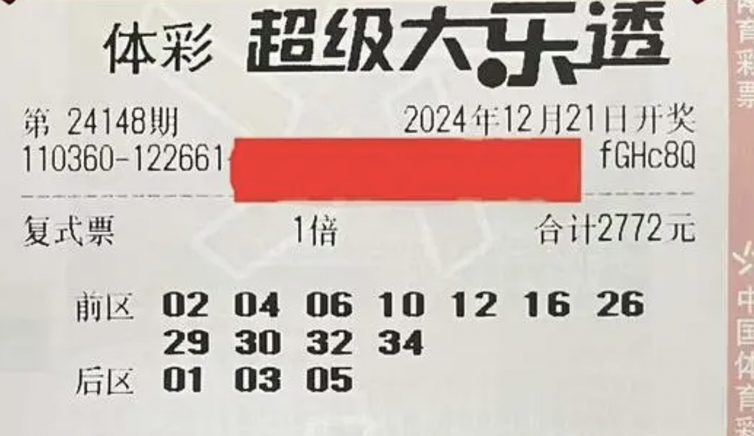 体彩 超级大乐透
第 24148期 2024年12月21日开奖
110360-122661- fGHc8Q
复式票 1倍 合计2772元
前区 02 04 06 10 12 16 26
29 30 32 34
后区 01 03 05
育彩票
中国体育彩